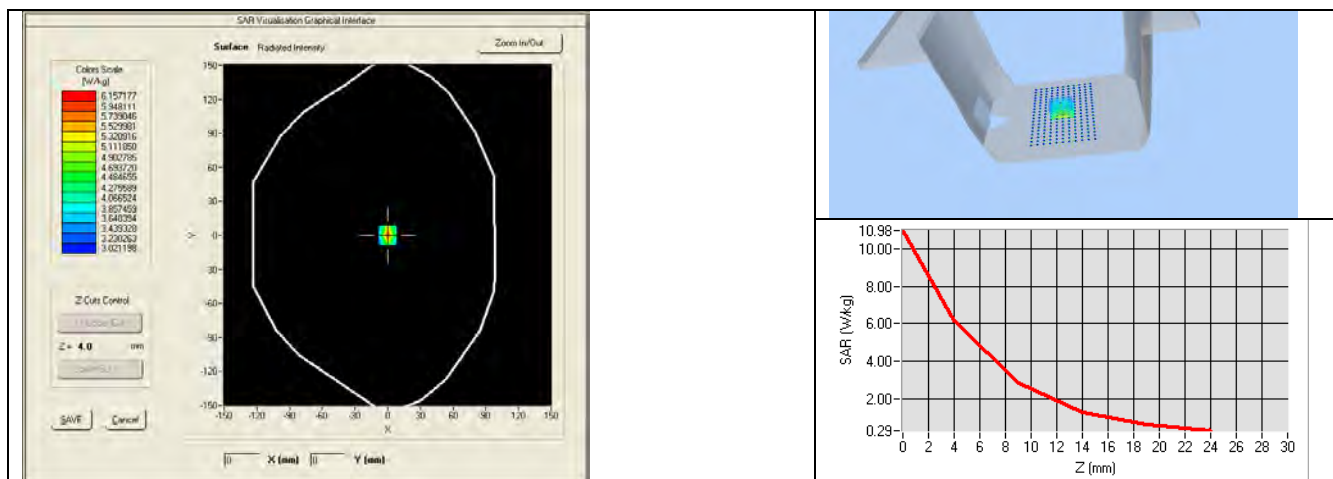 SAR Visualisation Graphical Interface
Surface Radiated Intensity
Zoom In/Out
Colors Scale
(W/kg)
6.157177
5.948111
5.739046
5.529981
5.320916
5.111850
4.902785
4.693720
4.484655
4.275589
4.066524
3.857459
3.648394
3.439328
3.230263
3.021198
Z Cuts Control
Z = 4.0 mm
SAVE
Cancel
150
120
90
60
30
0
-30
-60
-90
-120
-150
Y
-150 -120 -90 -60 -30 0 30 60 90 120 150
X
0 X (mm) 0 Y (mm)
10.98
10.00
8.00
6.00
4.00
2.00
0.29
SAR (W/kg)
0 2 4 6 8 10 12 14 16 18 20 22 24 26 28 30
Z (mm)